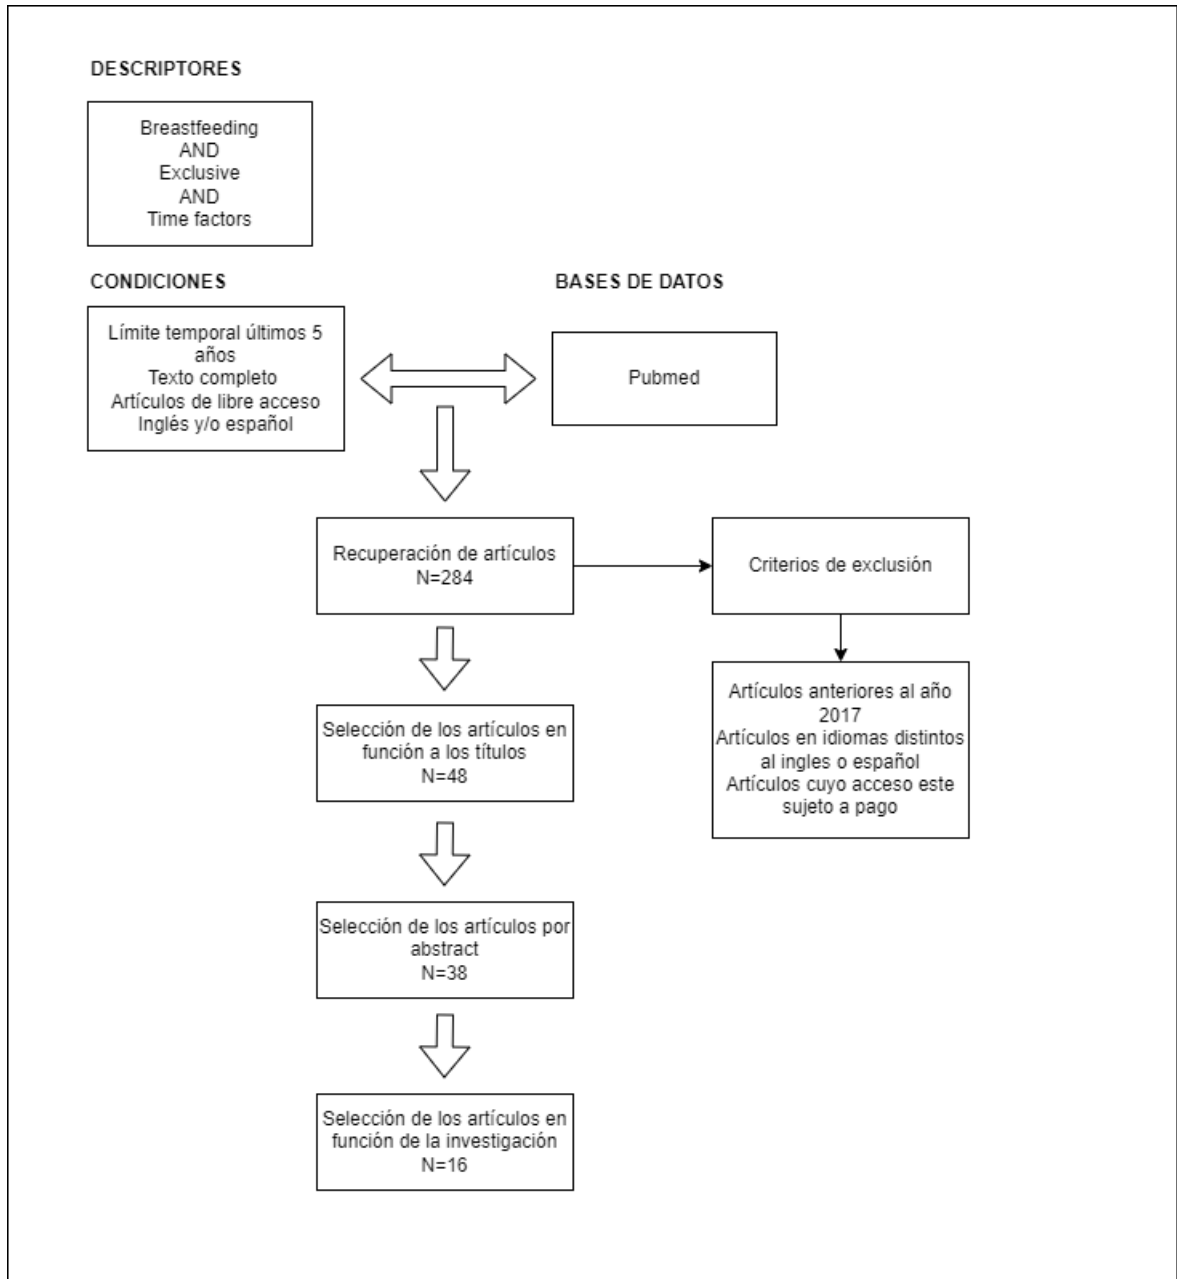 DESCRIPTORES
Breastfeeding
AND
Exclusive
AND
Time factors
CONDICIONES
Límite temporal últimos 5
años
Texto completo
Artículos de libre acceso
Inglés y/o español
BASES DE DATOS
Pubmed
Recuperación de artículos
N=284
Criterios de exclusión
Artículos anteriores al año
2017
Artículos en idiomas distintos
al ingles o español
Artículos cuyo acceso este
sujeto a pago
Selección de los artículos en
función a los títulos
N=48
Selección de los artículos por
abstract
N=38
Selección de los artículos en
función de la investigación
N=16